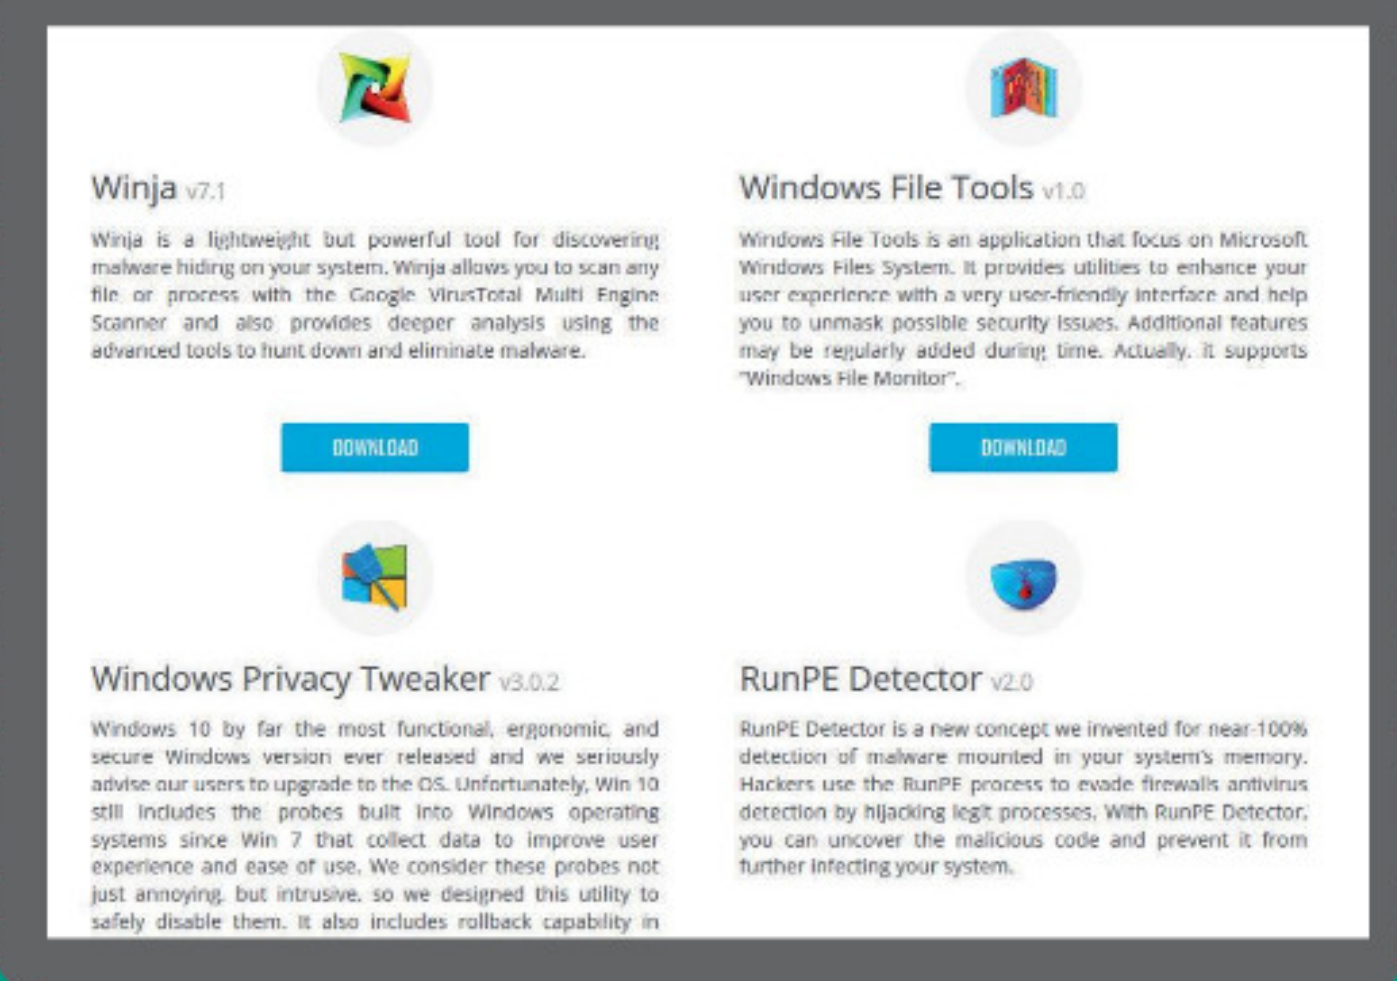 Winja v7.1
Winja is a lightweight but powerful tool for discovering
malware hiding on your system. Winja allows you to scan any
file or process with the Google VirusTotal Multi Engine
Scanner and also provides deeper analysis using the
advanced tools to hunt down and eliminate malware.
DOWNLOAD
Windows File Tools v1.0
Windows File Tools is an application that focus on Microsoft
Windows Files System. It provides utilities to enhance your
user experience with a very user-friendly interface and help
you to unmask possible security issues. Additional features
may be regularly added during time. Actually, it supports
"Windows File Monitor".
DOWNLOAD
Windows Privacy Tweaker v3.0.2
Windows 10 by far the most functional, ergonomic, and
secure Windows version ever released and we seriously
advise our users to upgrade to the OS. Unfortunately, Win 10
still includes the probes built into Windows operating
systems since Win 7 that collect data to improve user
experience and ease of use. We consider these probes not
just annoying, but intrusive, so we designed this utility to
safely disable them. It also includes rollback capability in
RunPE Detector v2.0
RunPE Detector is a new concept we invented for near-100%
detection of malware mounted in your system's memory.
Hackers use the RunPE process to evade firewalls antivirus
detection by hijacking legit processes. With RunPE Detector,
you can uncover the malicious code and prevent it from
further infecting your system.